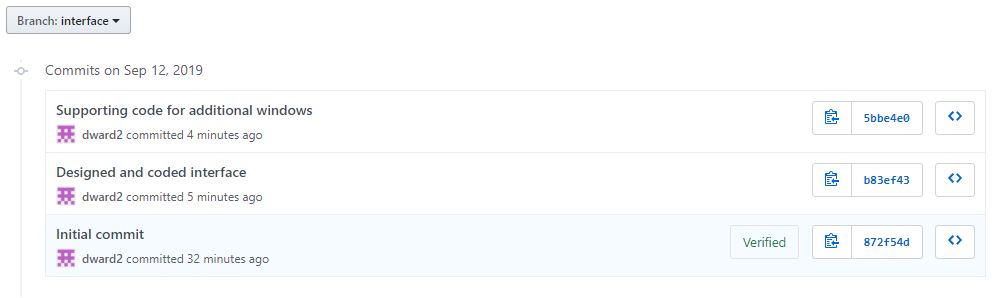 Branch: interface
Commits on Sep 12, 2019
Supporting code for additional windows
dward2 committed 4 minutes ago
5bbe4e0
Designed and coded interface
dward2 committed 5 minutes ago
b83ef43
Initial commit
dward2 committed 32 minutes ago
Verified
872f54d